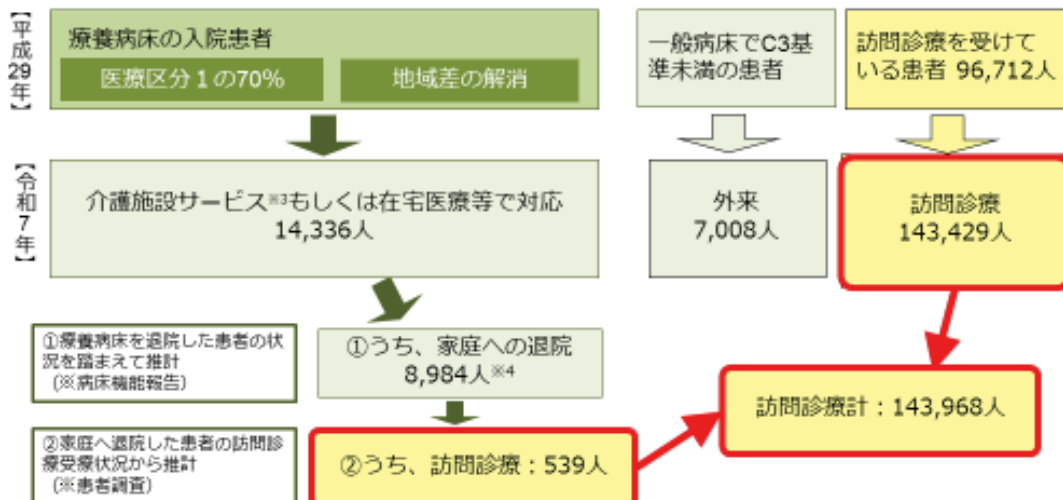 【平成29年】
療養病床の入院患者
医療区分1の70%
地域差の解消
一般病床でC3基
準未満の患者
訪問診療を受けて
いる患者 96,712人
【令和7年】
介護施設サービス※3もしくは在宅医療等で対応
14,336人
外来
7,008人
訪問診療
143,429人
①療養病床を退院した患者の状
況を踏まえて推計
(※病床機能報告)
①うち、家庭への退院
8,984人※4
訪問診療計：143,968人
②家庭へ退院した患者の訪問診
療受療状況から推計
(※患者調査)
②うち、訪問診療：539人